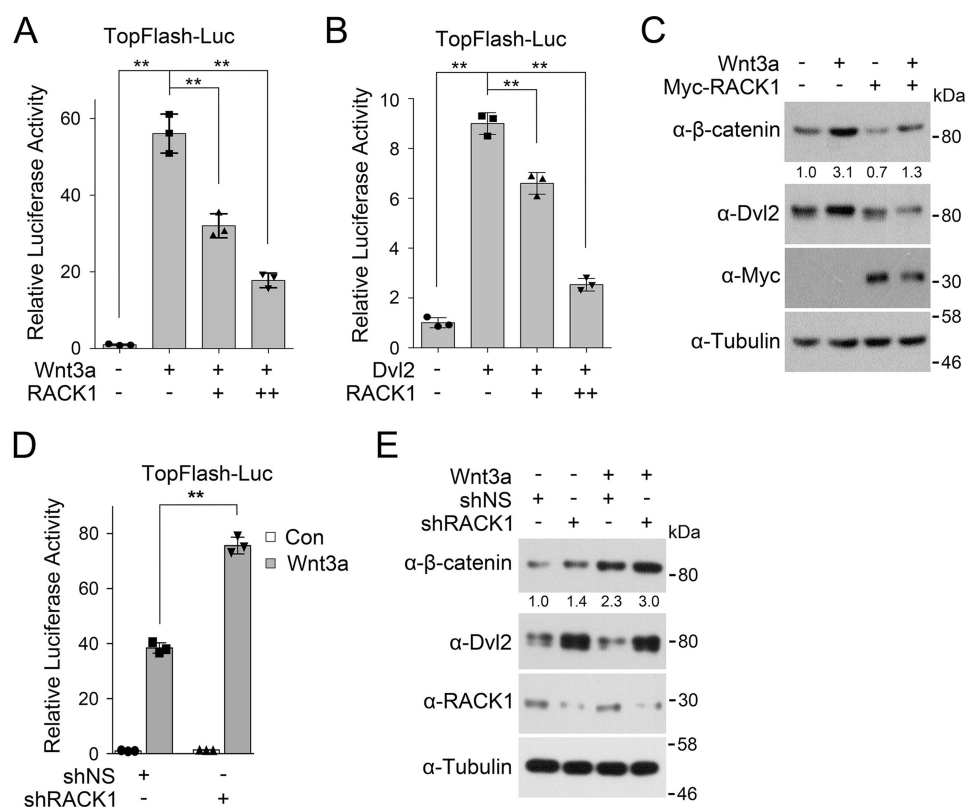 A
TopFlash-Luc
** **
**
Relative Luciferase Activity
60
40
20
0
Wnt3a - + + +
RACK1 - - + ++
B
TopFlash-Luc
** **
**
Relative Luciferase Activity
10
8
6
4
2
0
Dvl2 - + + +
RACK1 - - + ++
C
Wnt3a - + - +
Myc-RACK1 - - + +
kDa
α-β-catenin -80
1.0 3.1 0.7 1.3
α-Dvl2 -80
α-Myc -30
-58
α-Tubulin
-46
D
TopFlash-Luc
**
Relative Luciferase Activity
80
60
40
20
0
Con
Wnt3a
shNS + -
shRACK1 - +
E
Wnt3a - - + +
shNS + - + -
shRACK1 - + - +
kDa
α-β-catenin -80
1.0 1.4 2.3 3.0
α-Dvl2 -80
α-RACK1 -30
-58
α-Tubulin
-46